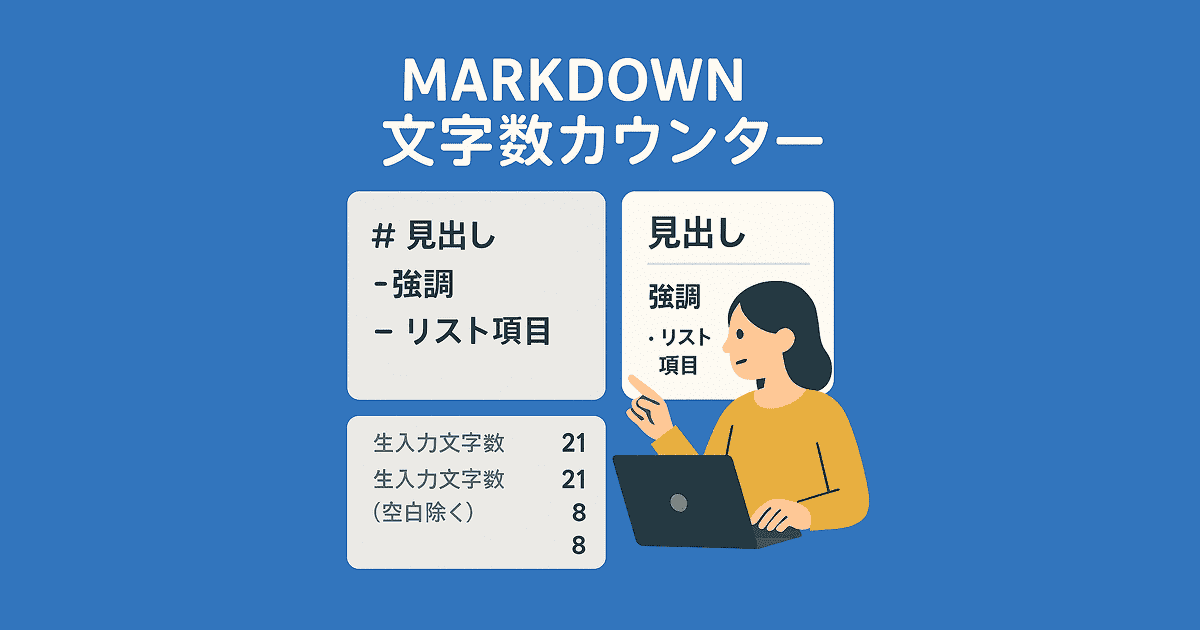 MARKDOWN
文字数カウンター
# 見出し
-強調
- リスト項目
見出し
強調
・リスト
項目
生入力文字数 21
生入力文字数 21
(空白除く) 8
8